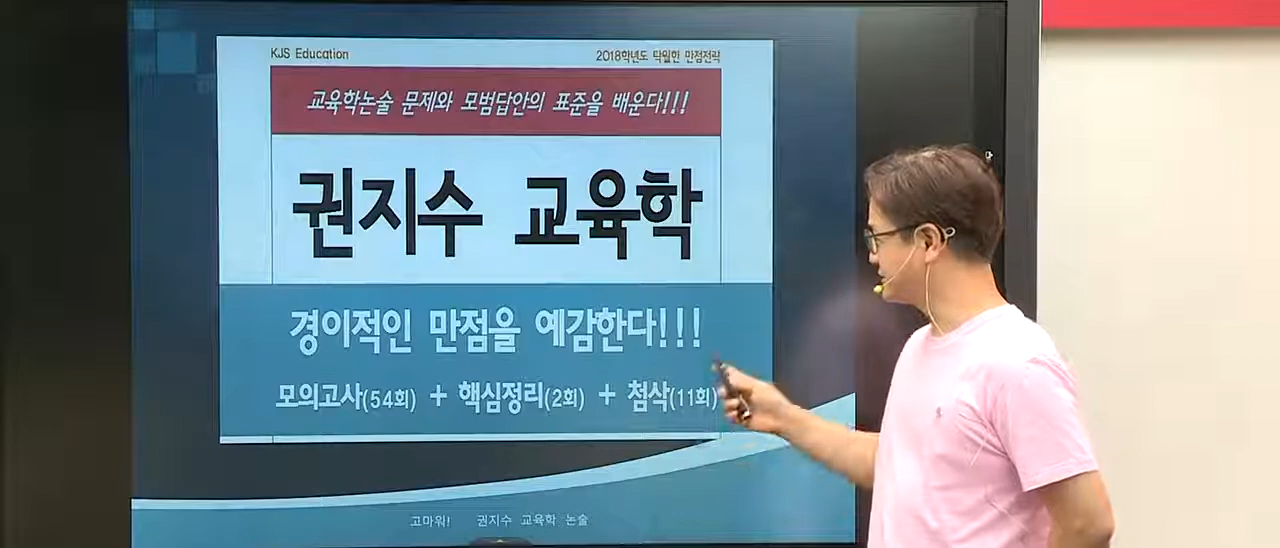 KJS Education 2018학년도 탁월한 만점전략
교육학논술 문제와 모범답안의 표준을 배운다!!!
권지수 교육학
경이적인 만점을 예감한다!!!
모의고사(54회) + 핵심정리(2회) + 첨삭(11회)
고마워! 권지수 교육학 논술